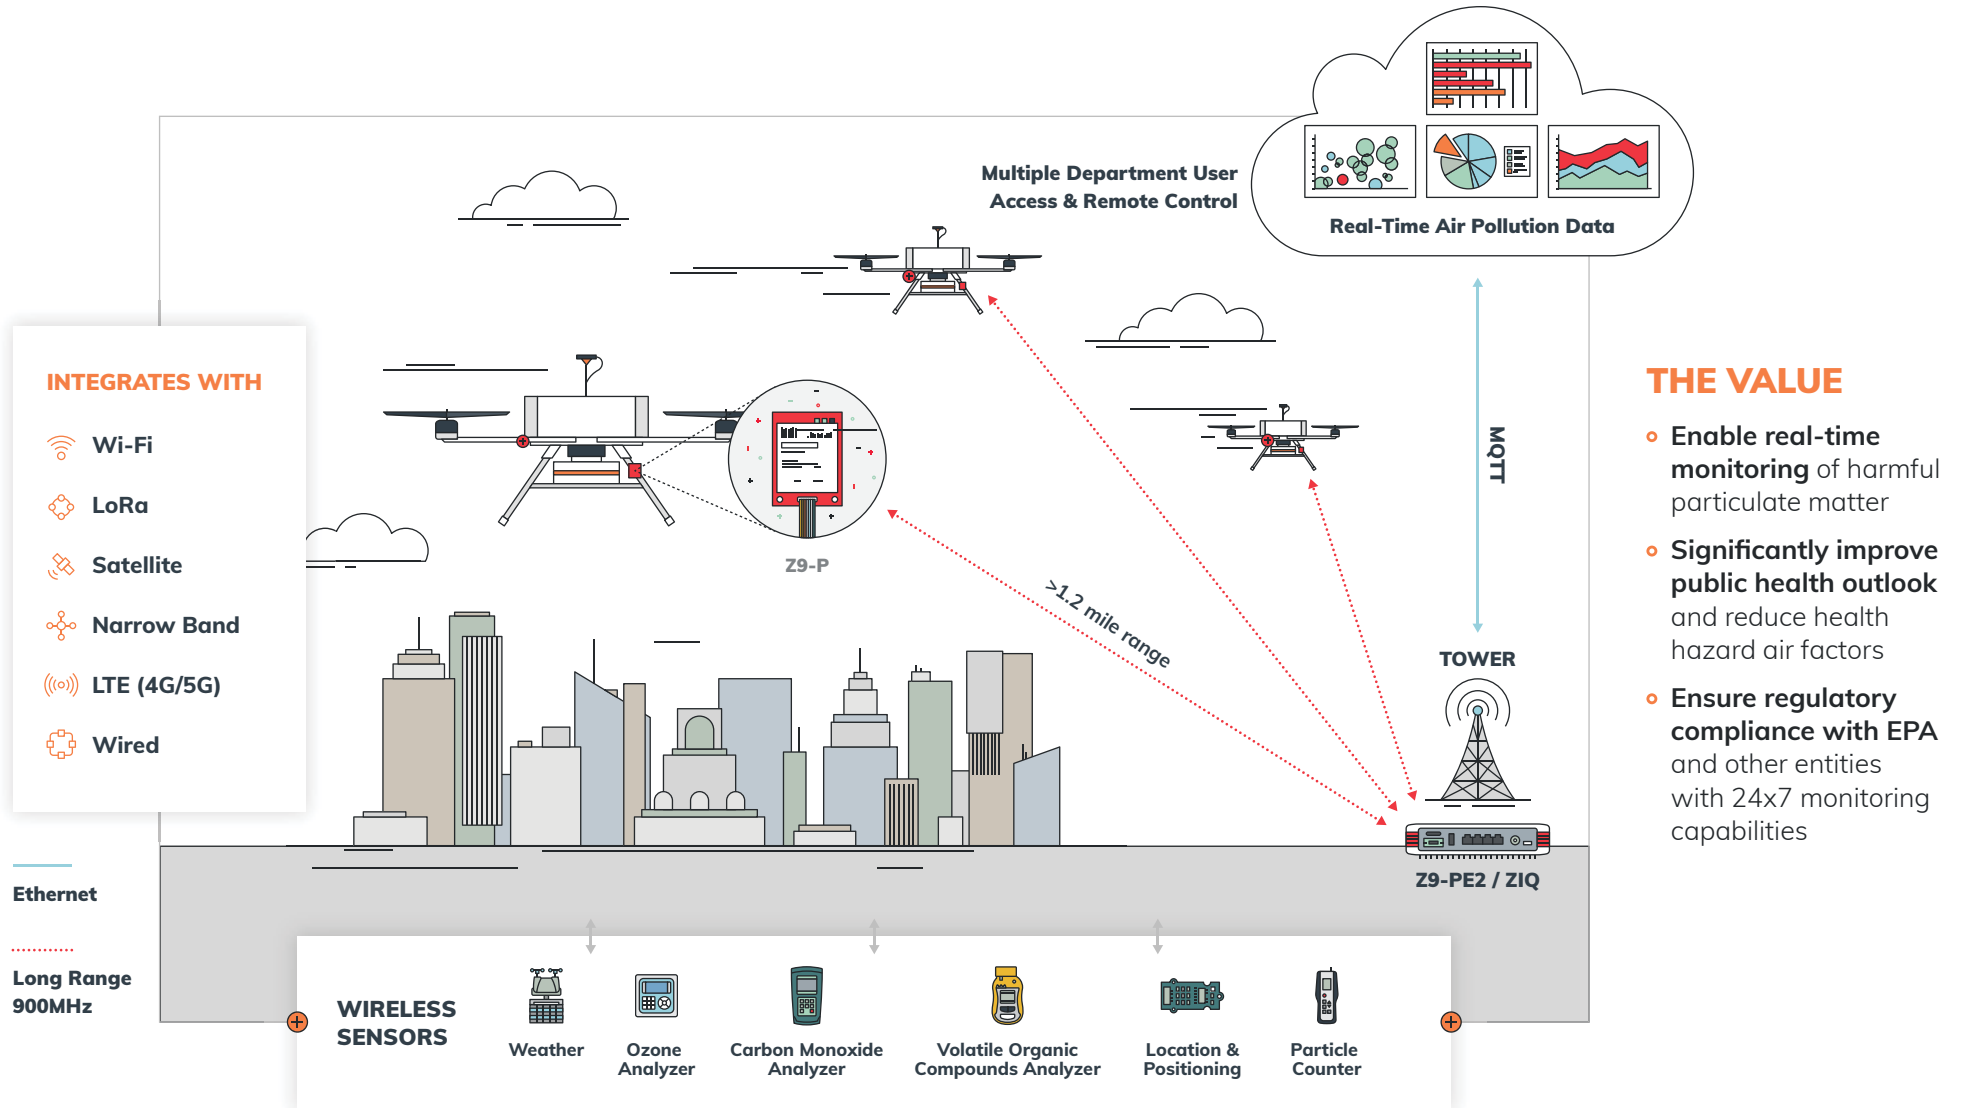 Multiple Department User
Access & Remote Control
Real-Time Air Pollution Data
INTEGRATES WITH
Wi-Fi
LoRa
Satellite
Narrow Band
LTE (4G/5G)
Wired
Z9-P
>1.2 mile range
MQTT
TOWER
Z9-PE2 / ZIQ
THE VALUE
Enable real-time
monitoring of harmful
particulate matter
Significantly improve
public health outlook
and reduce health
hazard air factors
Ensure regulatory
compliance with EPA
and other entities
with 24x7 monitoring
capabilities
Ethernet
Long Range
900MHz
WIRELESS
SENSORS
Weather
Ozone
Analyzer
Carbon Monoxide
Analyzer
Volatile Organic
Compounds Analyzer
Location &
Positioning
Particle
Counter